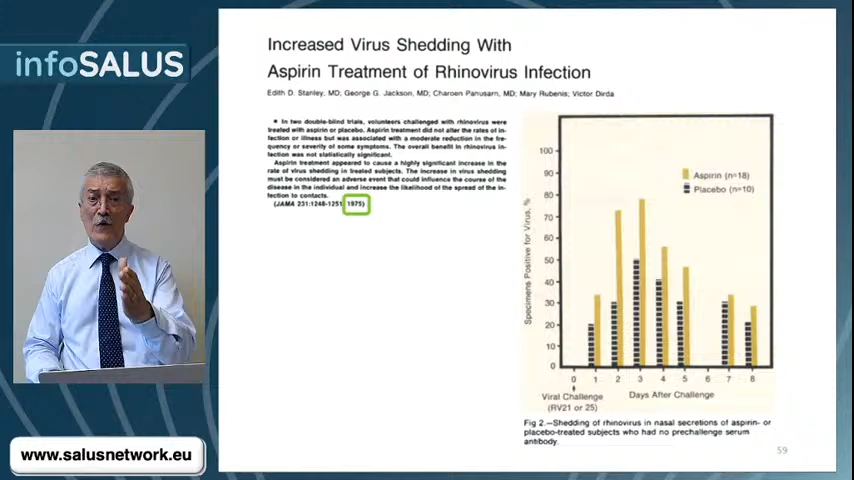 infoSALUS
Increased Virus Shedding With
Aspirin Treatment of Rhinovirus Infection
Edith D. Stanley, MD; George G. Jackson, MD; Charoen Panusarn, MD; Mary Rubenis; Victor Dirda
• In two double-blind trials, volunteers challenged with rhinovirus were
treated with aspirin or placebo. Aspirin treatment did not alter the rates of in-
fection or illness but was associated with a moderate reduction in the fre-
quency or severity of some symptoms. The overall benefit in rhinovirus in-
fection was not statistically significant.
Aspirin treatment appeared to cause a highly significant increase in the
rate of virus shedding in treated subjects. The increase in virus shedding
must be considered an adverse event that could influence the course of the
disease in the individual and increase the likelihood of the spread of the in-
fection to contacts.
(JAMA 231:1248-1251, 1975)
Specimens Positive for Virus, %
100
90
80
70
60
50
40
30
20
10
0
Aspirin (n=18)
Placebo (n=10)
0 1 2 3 4 5 6 7 8
Viral Challenge
(RV21 or 25)
Days After Challenge
Fig 2.—Shedding of rhinovirus in nasal secretions of aspirin- or
placebo-treated subjects who had no prechallenge serum
antibody.
59
www.salusnetwork.eu